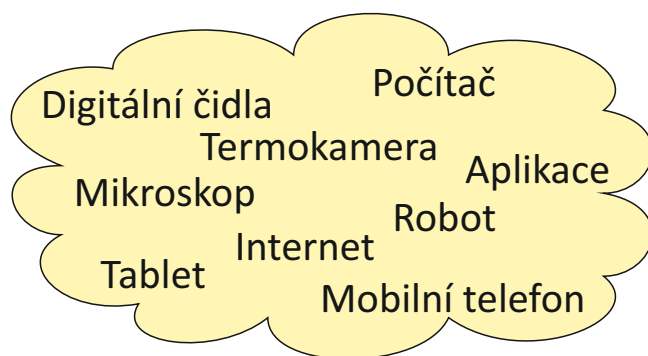 Počítač
Digitální čidla
Termokamera
Aplikace
Mikroskop
Robot
Internet
Tablet
Mobilní telefon